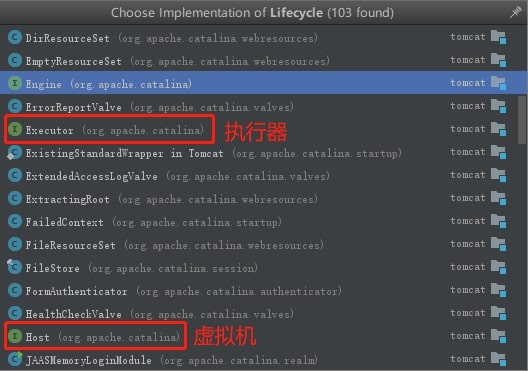 Choose Implementation of Lifecycle (103 found)
DirResourceSet (org.apache.catalina.webresources) tomcat
EmptyResourceSet (org.apache.catalina.webresources) tomcat
Engine (org.apache.catalina) tomcat
ErrorReportValve (org.apache.catalina.valves) tomcat
Executor (org.apache.catalina) 执行器 tomcat
ExistingStandardWrapper in Tomcat (org.apache.catalina.startup) tomcat
ExtendedAccessLogValve (org.apache.catalina.valves) tomcat
ExtractingRoot (org.apache.catalina.webresources) tomcat
FailedContext (org.apache.catalina.startup) tomcat
FileResourceSet (org.apache.catalina.webresources) tomcat
FileStore (org.apache.catalina.session) tomcat
FormAuthenticator (org.apache.catalina.authenticator) tomcat
HealthCheckValve (org.apache.catalina.valves) tomcat
Host (org.apache.catalina) 虚拟机 tomcat
JAASMemoryLoginModule (org.apache.catalina.realm) tomcat